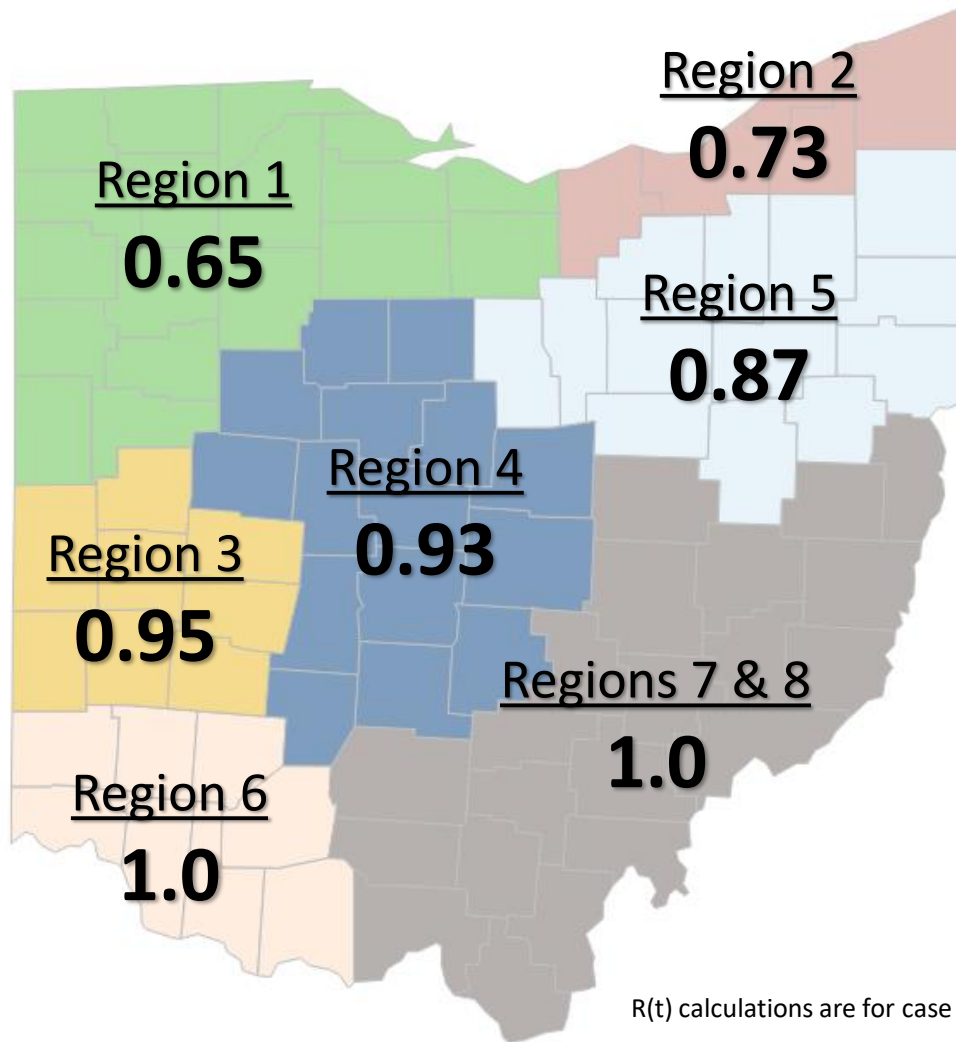 Region 2
0.73
Region 1
0.65
Region 5
0.87
Region 4
0.93
Region 3
0.95
Regions 7 & 8
1.0
Region 6
1.0
R(t) calculations are for case